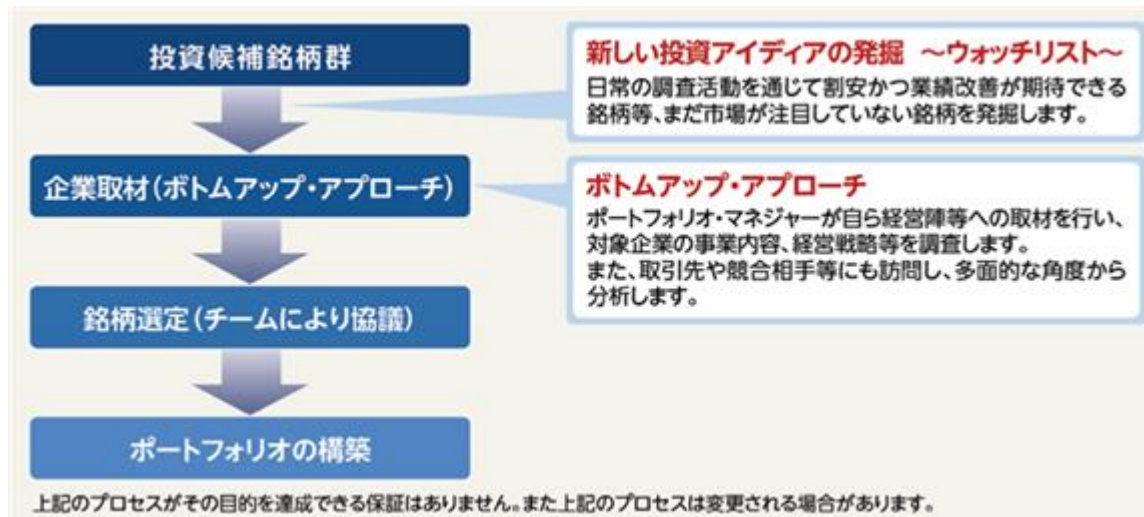 投資候補銘柄群
新しい投資アイディアの発掘 ～ウォッチリスト～
日常の調査活動を通じて割安かつ業績改善が期待できる
銘柄等、まだ市場が注目していない銘柄を発掘します。
企業取材(ボトムアップ・アプローチ)
ボトムアップ・アプローチ
ポートフォリオ・マネジャーが自ら経営陣等への取材を行い、
対象企業の事業内容、経営戦略等を調査します。
また、取引先や競合相手等にも訪問し、多面的な角度から
分析します。
銘柄選定(チームにより協議)
ポートフォリオの構築
上記のプロセスがその目的を達成できる保証はありません。また上記のプロセスは変更される場合があります。